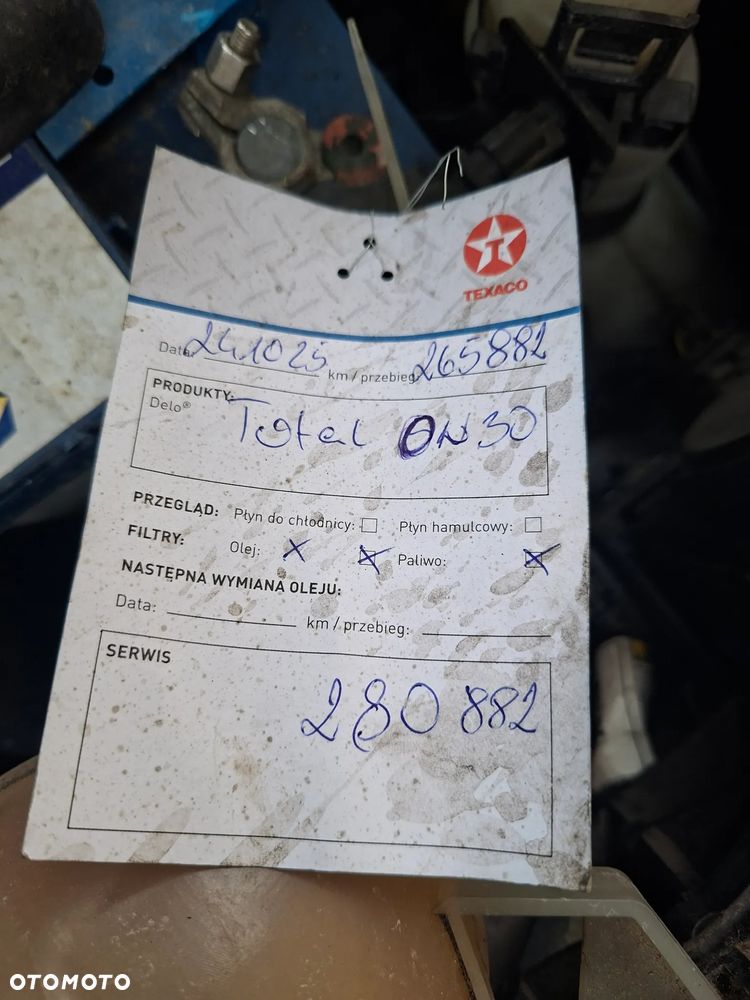 TEXACO
Data: 24.10 25 km / przebieg: 265882
PRODUKTY:
Delo®
Total 0W30
PRZEGLĄD: Płyn do chłodnicy: Płyn hamulcowy:
FILTRY: Olej: X X Paliwo: X
NASTĘPNA WYMIANA OLEJU:
Data: km / przebieg:
SERWIS
280 882
OTOMOTO